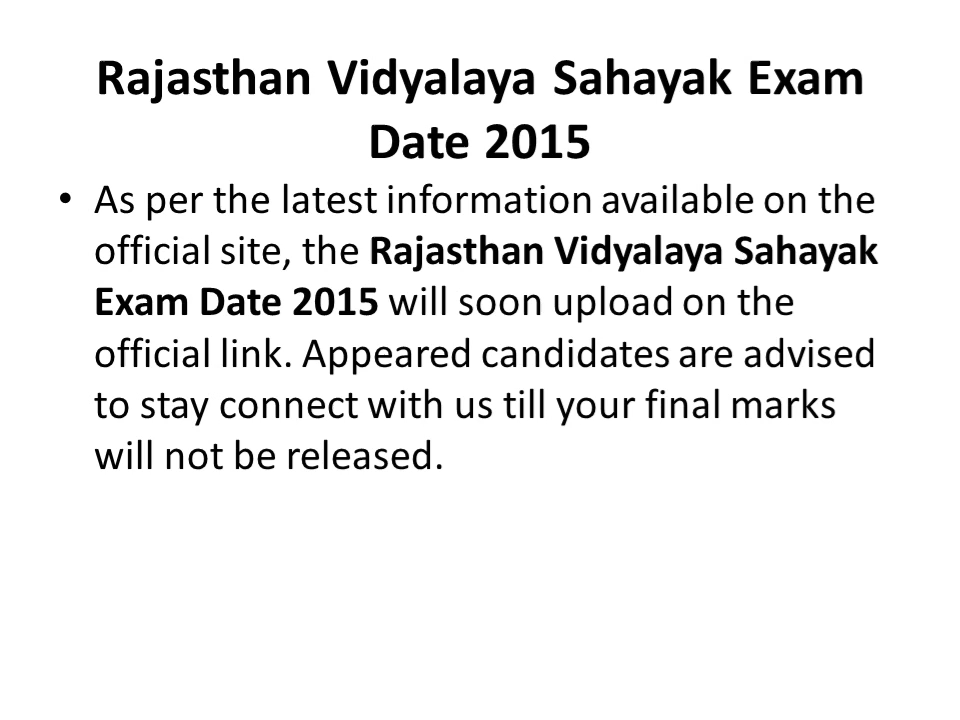 Rajasthan Vidyalaya Sahayak Exam
Date 2015
• As per the latest information available on the
official site, the Rajasthan Vidyalaya Sahayak
Exam Date 2015 will soon upload on the
official link. Appeared candidates are advised
to stay connect with us till your final marks
will not be released.